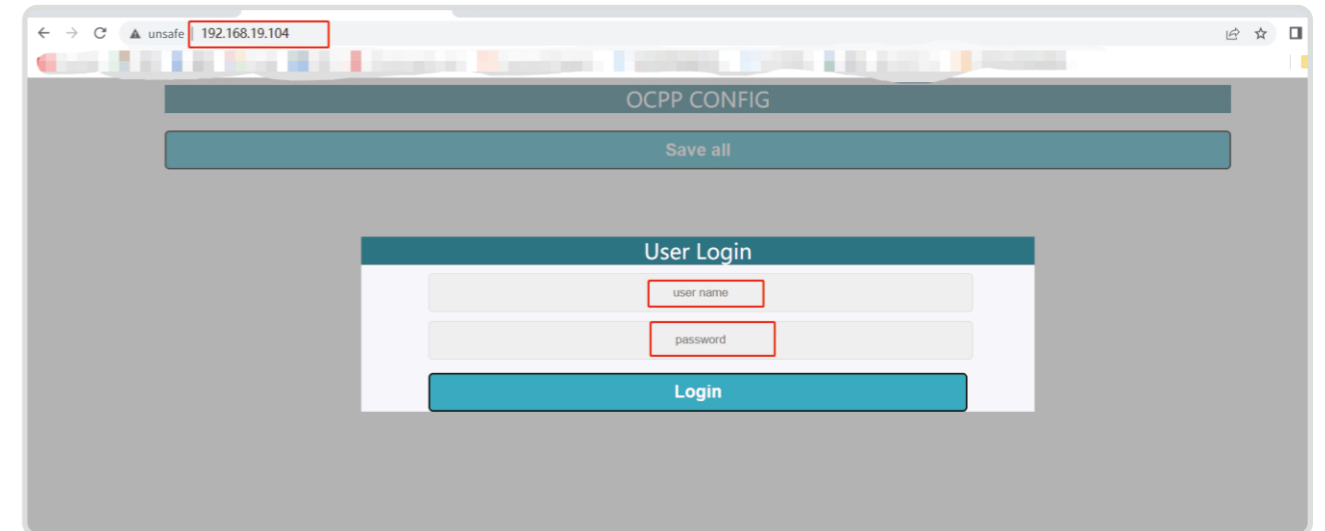 unsafe | 192.168.19.104
OCPP CONFIG
Save all
User Login
user name
password
Login